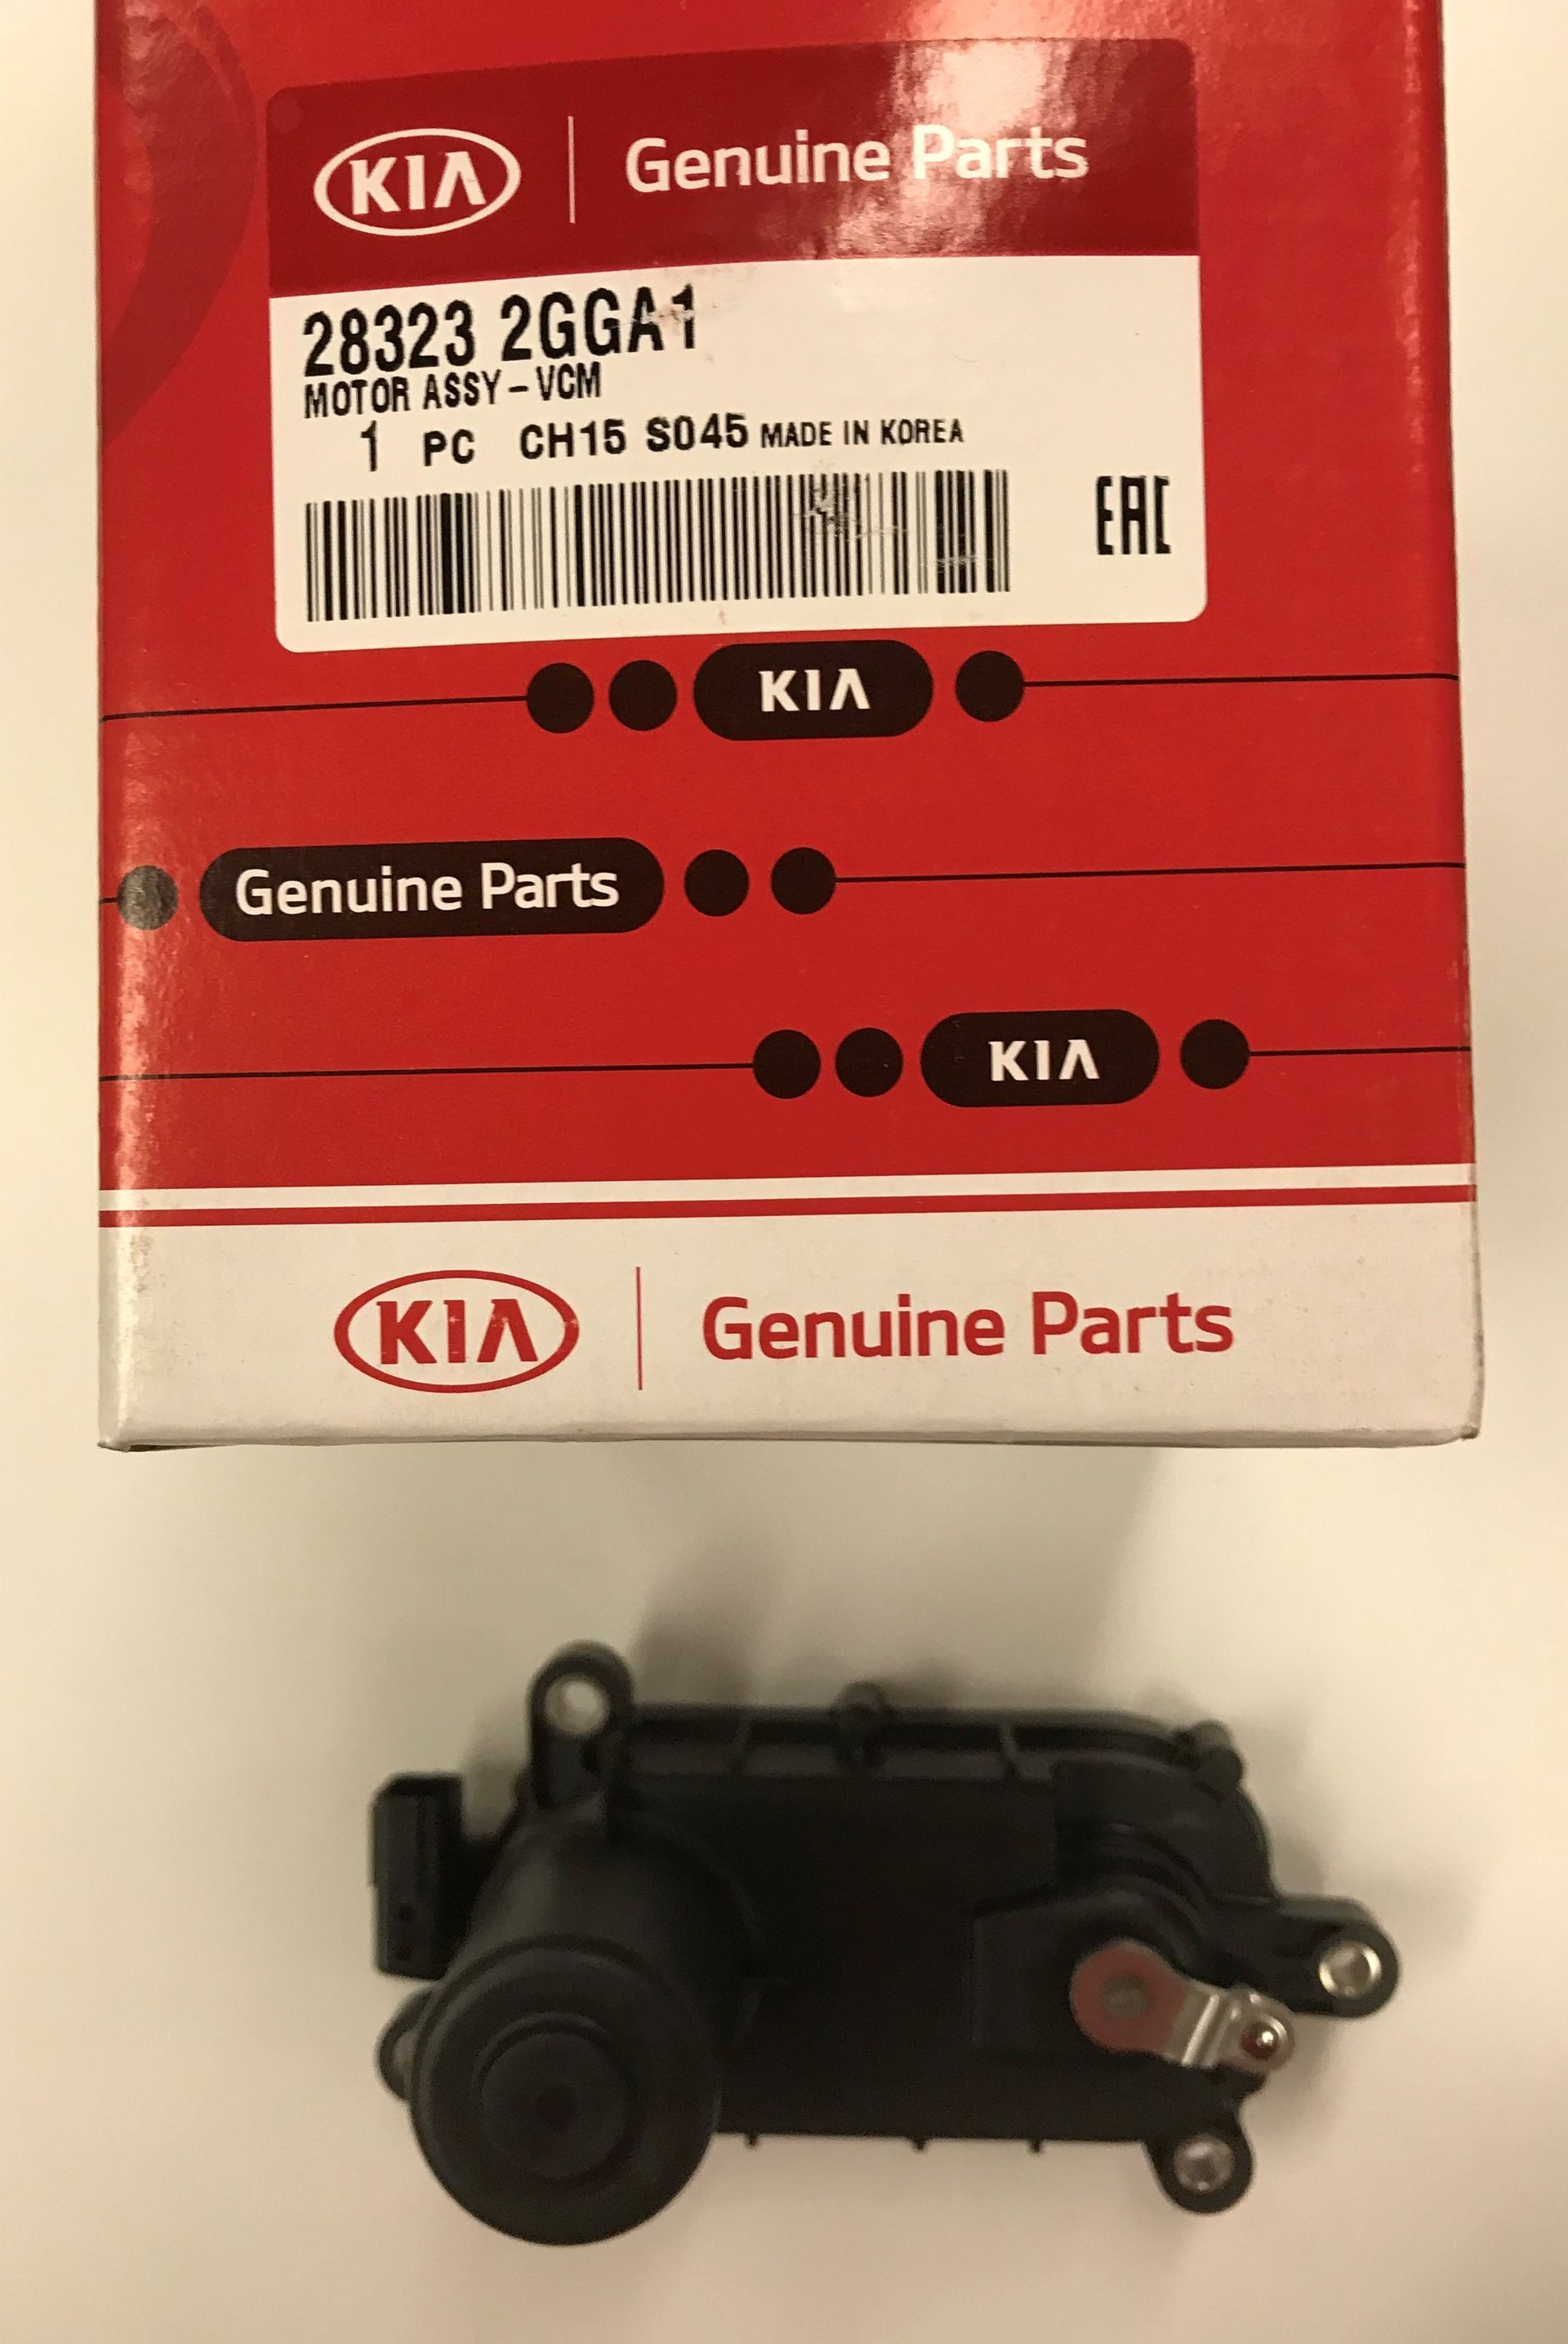 KIA Genuine Parts
28323 2GGA1
MOTOR ASSY-VCM
1 PC CH15 S045 MADE IN KOREA
EAC
KIA
Genuine Parts
KIA
KIA Genuine Parts